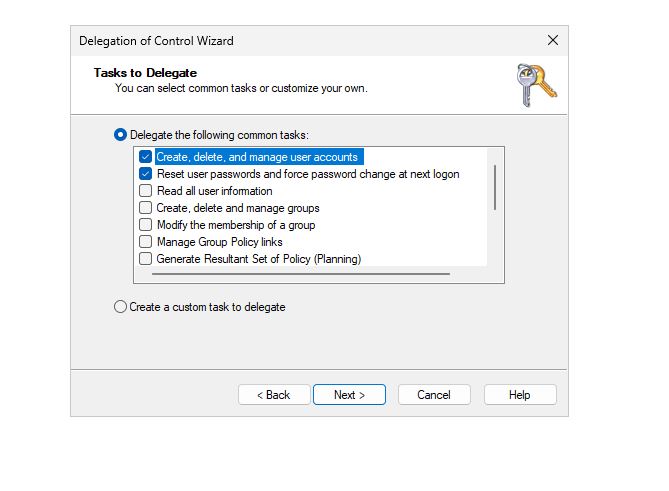 Delegation of Control Wizard
Tasks to Delegate
You can select common tasks or customize your own.
Delegate the following common tasks:
Create, delete, and manage user accounts
Reset user passwords and force password change at next logon
Read all user information
Create, delete and manage groups
Modify the membership of a group
Manage Group Policy links
Generate Resultant Set of Policy (Planning)
Create a custom task to delegate
< Back
Next >
Cancel
Help